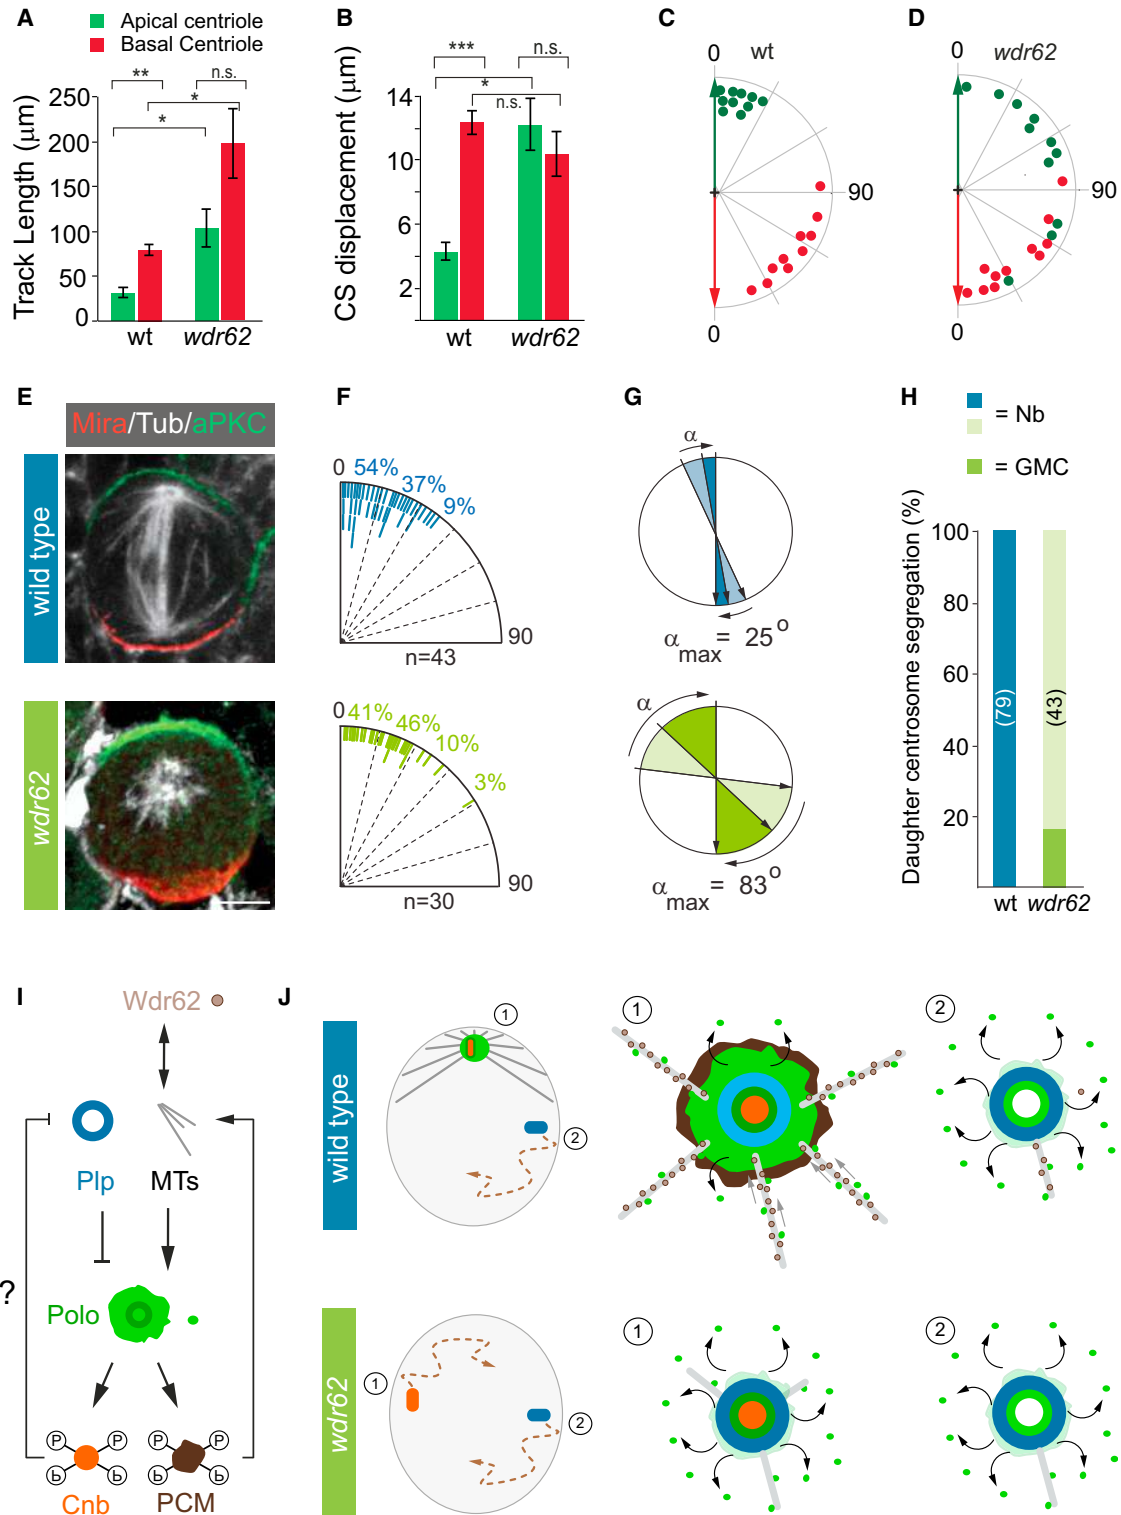 A
Apical centriole
Basal Centriole
**
n.s.
*
*
Track Length (µm)
250
200
150
100
50
0
wt
wdr62
B
***
n.s.
*
n.s.
CS displacement (µm)
14
10
6
2
wt
wdr62
C
wt
0
90
0
D
wdr62
0
90
0
E
Mira/Tub/aPKC
wild type
wdr62
F
0
54%
37%
9%
90
n=43
0
41%
46%
10%
3%
90
n=30
G
α
αmax = 25o
α
αmax = 83o
H
= Nb
= GMC
Daughter centrosome segregation (%)
100
80
60
40
20
(79)
(43)
wt
wdr62
I
Wdr62
Plp
MTs
?
Polo
P P P P
P P P P
Cnb
PCM
J
wild type
1
2
1
2
wdr62
1
2
1
2